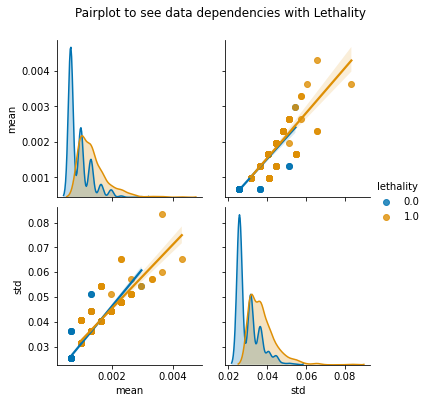 Pairplot to see data dependencies with Lethality
0.004
0.003
0.002
0.001
mean
lethality
0.0
1.0
0.08
0.07
0.06
0.05
0.04
0.03
std
0.002 0.004
mean
0.02 0.04 0.06 0.08
std